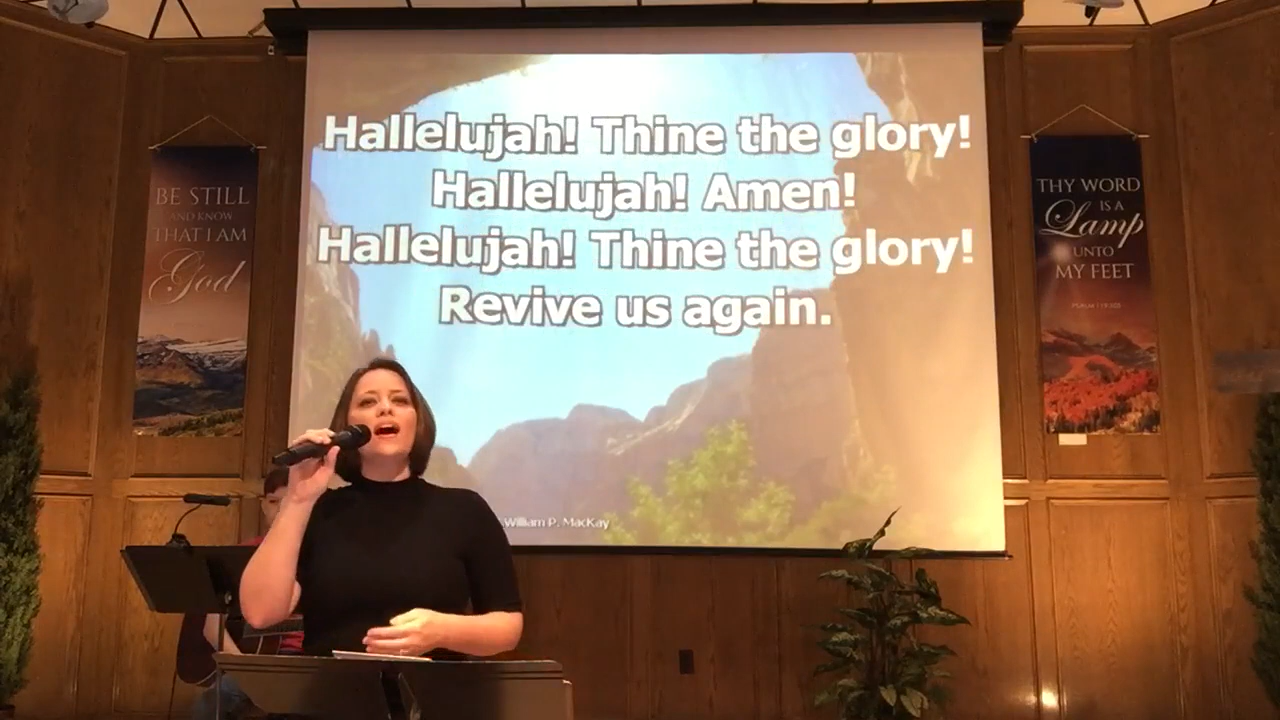 Hallelujah! Thine the glory!
Hallelujah! Amen!
Hallelujah! Thine the glory!
Revive us again.
William P. MacKay
BE STILL
AND KNOW
THAT I AM
God
THY WORD
IS A
Lamp
UNTO
MY FEET